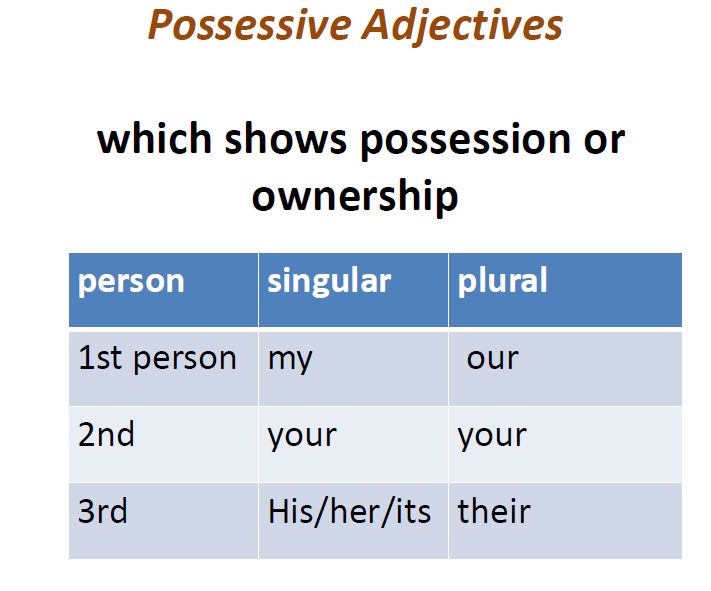 Possessive Adjectives
which shows possession or
ownership
person singular plural
1st person my our
2nd your your
3rd His/her/its their